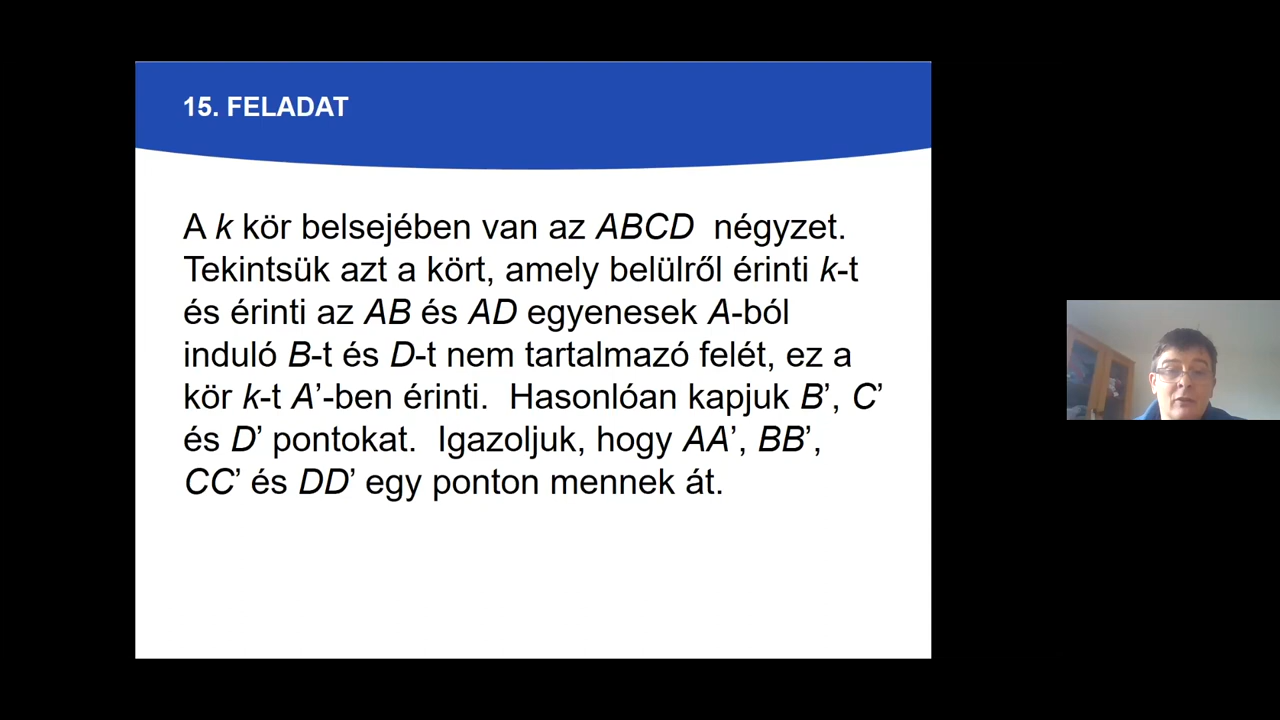 15. FELADAT
A k kör belsejében van az ABCD négyzet.
Tekintsük azt a kört, amely belülről érinti k-t
és érinti az AB és AD egyenesek A-ból
induló B-t és D-t nem tartalmazó felét, ez a
kör k-t A’-ben érinti. Hasonlóan kapjuk B’, C’
és D’ pontokat. Igazoljuk, hogy AA’, BB’,
CC’ és DD’ egy ponton mennek át.